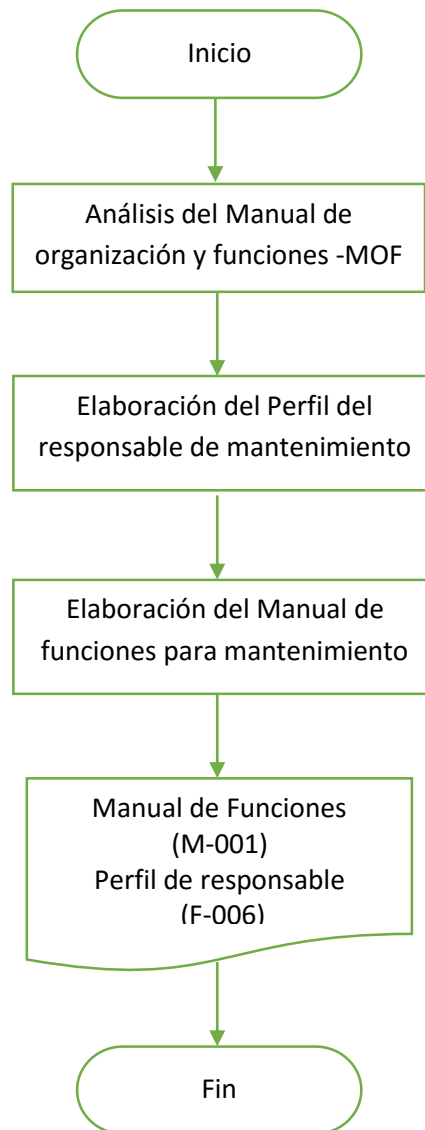 Inicio
Análisis del Manual de
organización y funciones -MOF
Elaboración del Perfil del
responsable de mantenimiento
Elaboración del Manual de
funciones para mantenimiento
Manual de Funciones
(M-001)
Perfil de responsable
(F-006)
Fin